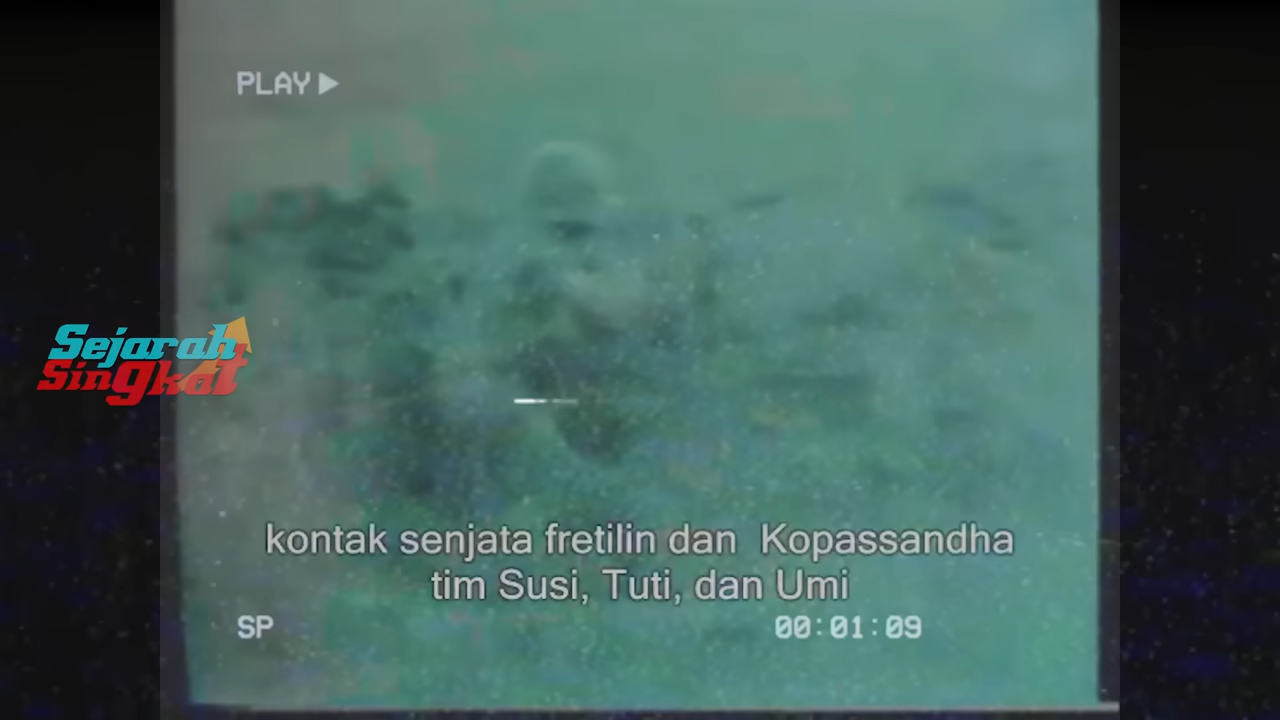 PLAY
Sejarah
Singkat
kontak senjata fretilin dan Kopassandha
tim Susi, Tuti, dan Umi
SP
00:01:09